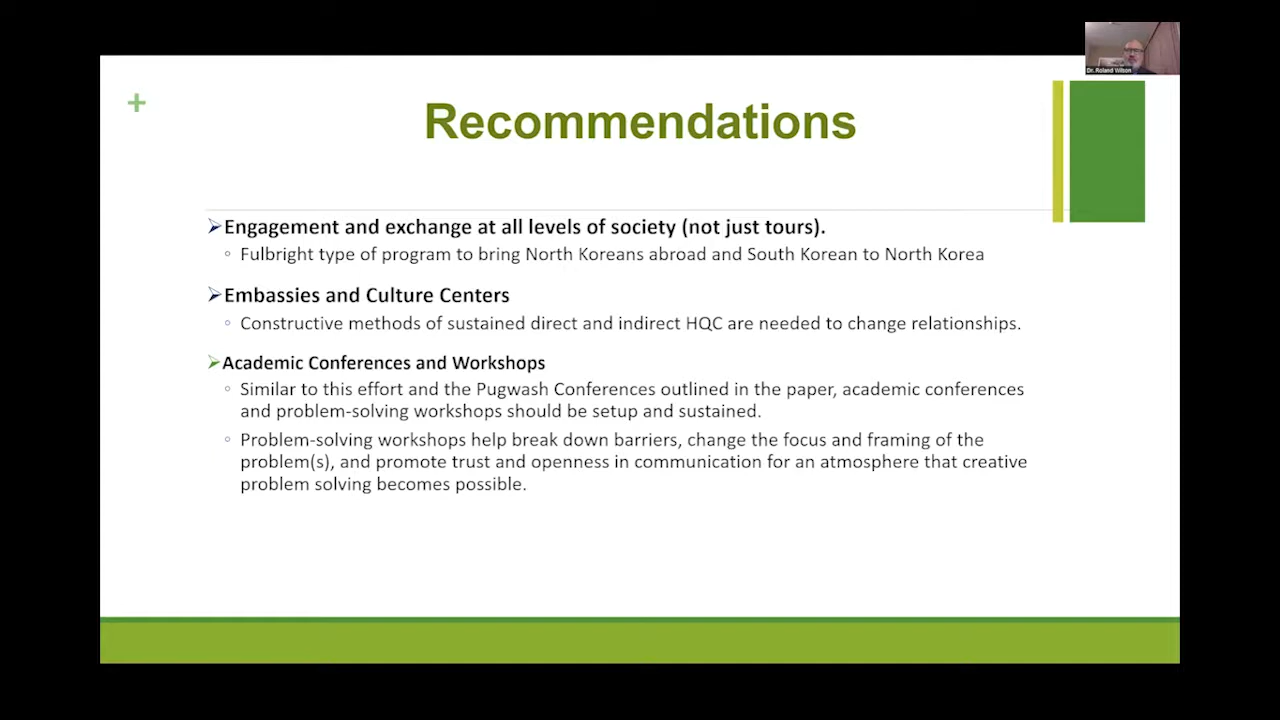 Dr. Roland Wilson
+
Recommendations
Engagement and exchange at all levels of society (not just tours).
Fulbright type of program to bring North Koreans abroad and South Korean to North Korea
Embassies and Culture Centers
Constructive methods of sustained direct and indirect HQC are needed to change relationships.
Academic Conferences and Workshops
Similar to this effort and the Pugwash Conferences outlined in the paper, academic conferences
and problem-solving workshops should be setup and sustained.
Problem-solving workshops help break down barriers, change the focus and framing of the
problem(s), and promote trust and openness in communication for an atmosphere that creative
problem solving becomes possible.